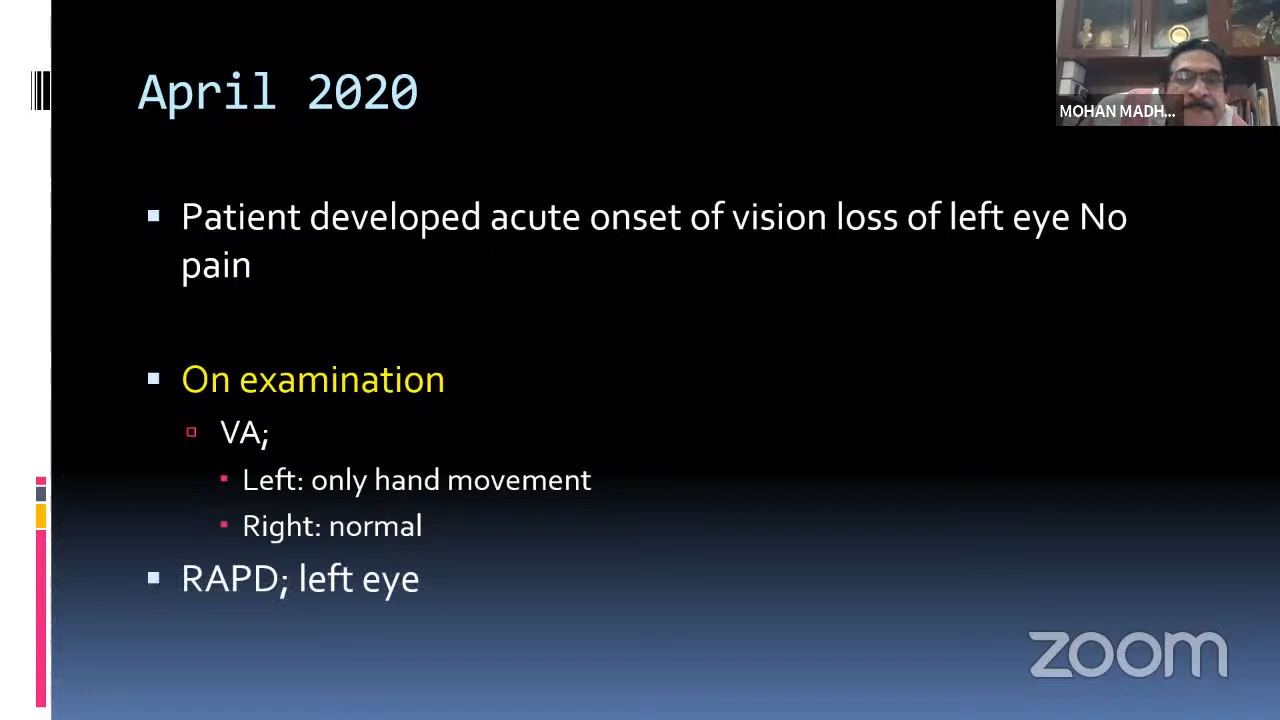 April 2020
MOHAN MADH...
Patient developed acute onset of vision loss of left eye No
pain
On examination
VA;
Left: only hand movement
Right: normal
RAPD; left eye
zoom